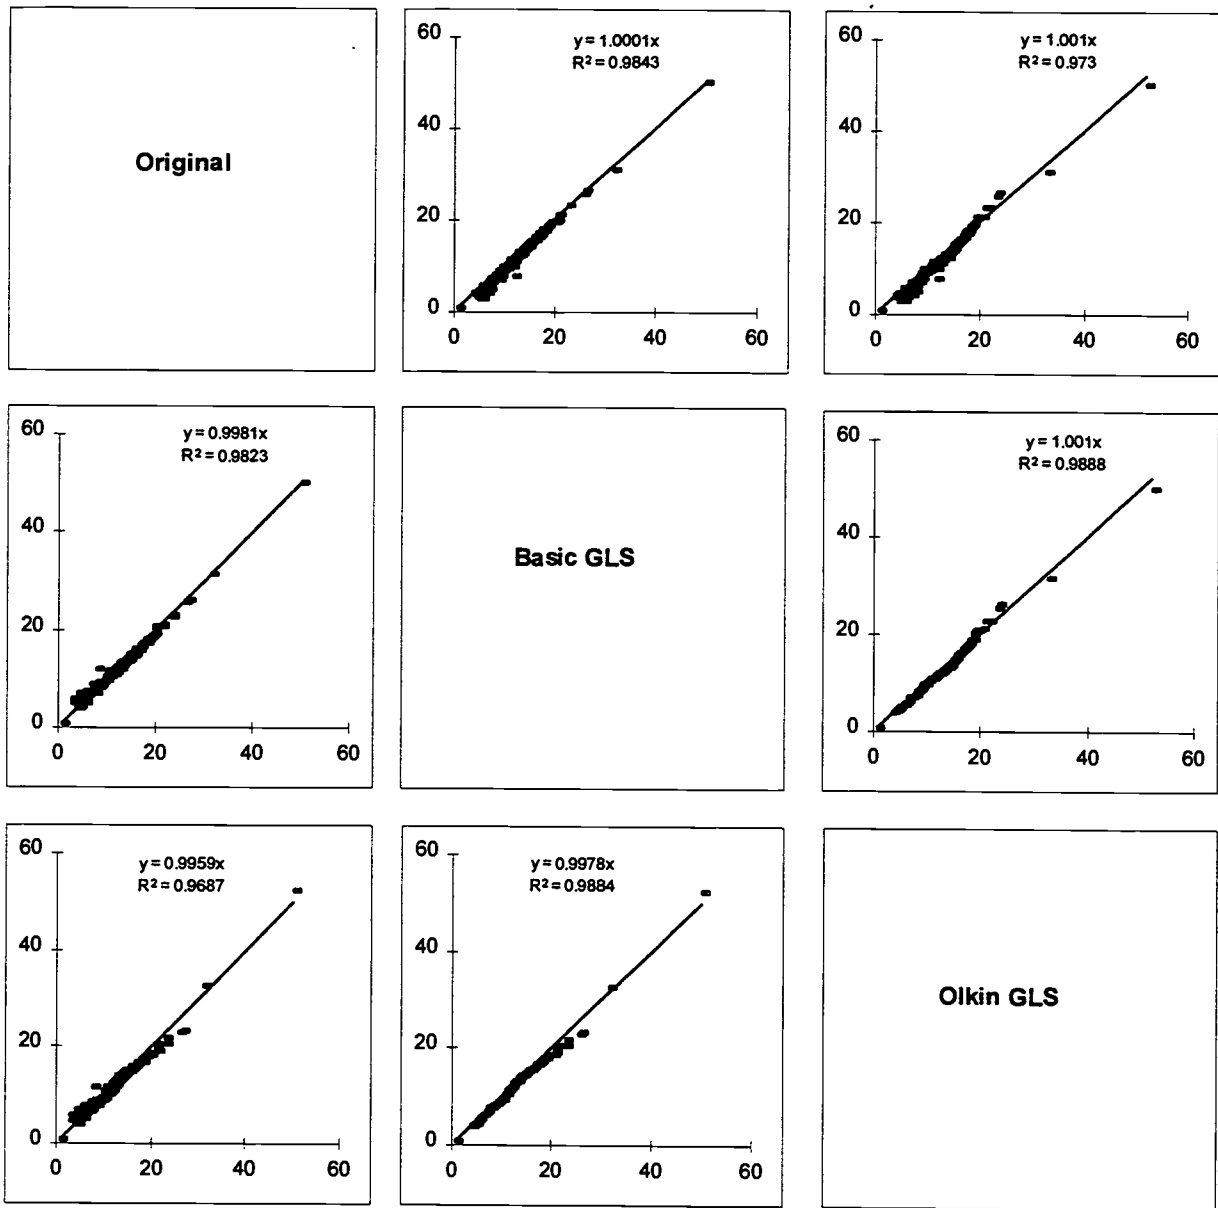 Original
60
40
20
0
0 20 40 60
y = 1.0001x
R² = 0.9843
60
40
20
0
0 20 40 60
y = 1.001x
R² = 0.973
60
40
20
0
0 20 40 60
y = 0.9981x
R² = 0.9823
Basic GLS
60
40
20
0
0 20 40 60
y = 1.001x
R² = 0.9888
60
40
20
0
0 20 40 60
y = 0.9959x
R² = 0.9687
60
40
20
0
0 20 40 60
y = 0.9978x
R² = 0.9884
Olkin GLS